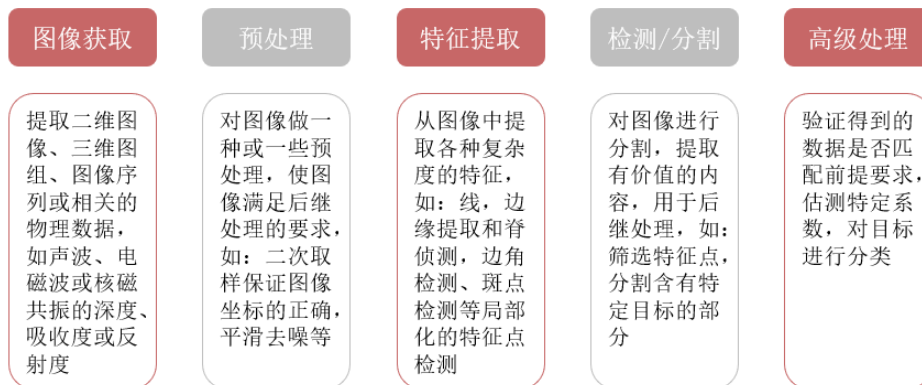 图像获取
提取二维图
像、三维图
组、图像序
列或相关的
物理数据，
如声波、电
磁波或核磁
共振的深度、
吸收度或反
射度
预处理
对图像做一
种或一些预
处理，使图
像满足后继
处理的要求，
如：二次取
样保证图像
坐标的正确，
平滑去噪等
特征提取
从图像中提
取各种复杂
度的特征，
如：线，边
缘提取和脊
侦测，边角
检测、斑点
检测等局部
化的特征点
检测
检测/分割
对图像进行
分割，提取
有价值的内
容，用于后
继处理，如：
筛选特征点，
分割含有特
定目标的部
分
高级处理
验证得到的
数据是否匹
配前提要求，
估测特定系
数，对目标
进行分类